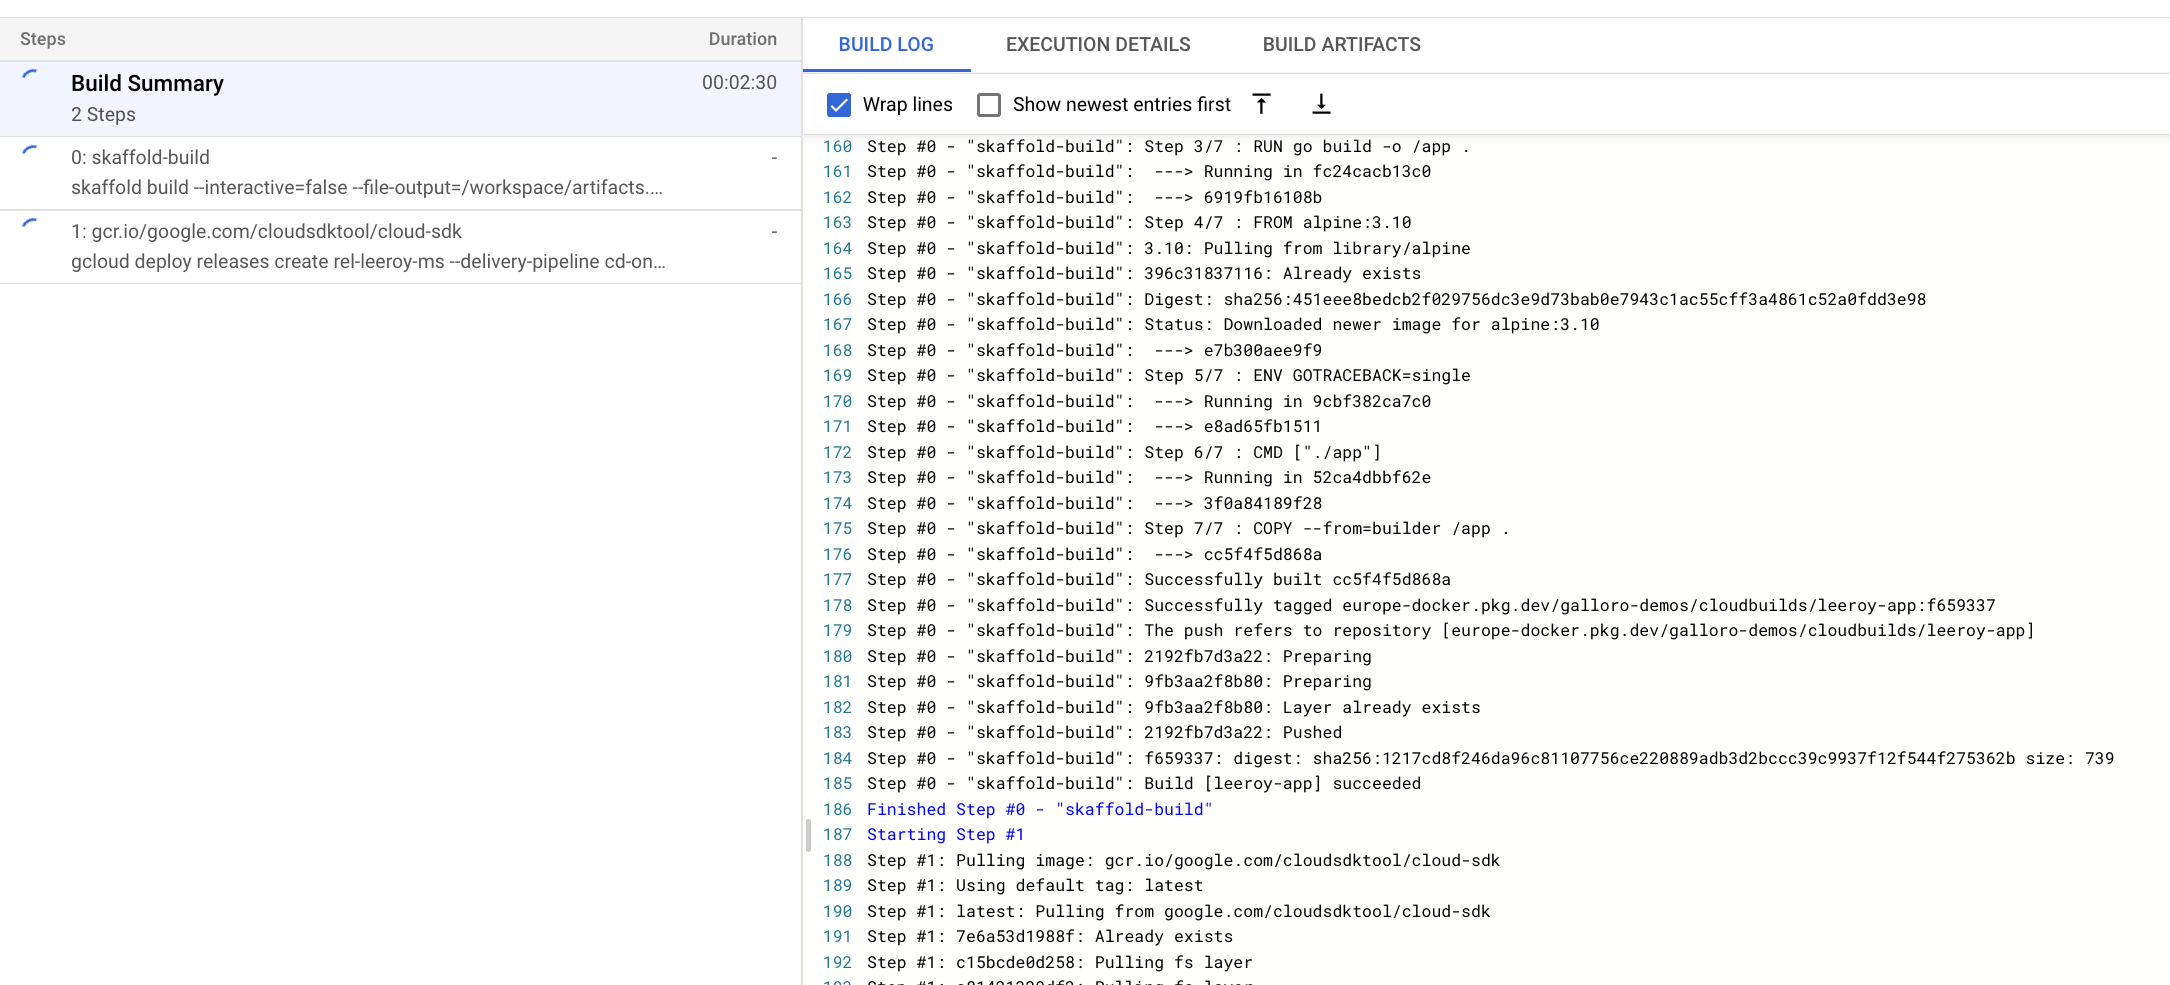 Steps
Duration
Build Summary
00:02:30
2 Steps
0: skaffold-build
-
skaffold build --interactive=false --file-output=/workspace/artifacts....
1: gcr.io/google.com/cloudsdktool/cloud-sdk
-
gcloud deploy releases create rel-leeroy-ms --delivery-pipeline cd-on...
BUILD LOG
EXECUTION DETAILS
BUILD ARTIFACTS
Wrap lines
Show newest entries first
160 Step #0 - "skaffold-build": Step 3/7 : RUN go build -o /app .
161 Step #0 - "skaffold-build":  ---> Running in fc24cacb13c0
162 Step #0 - "skaffold-build":  ---> 6919fb16108b
163 Step #0 - "skaffold-build": Step 4/7 : FROM alpine:3.10
164 Step #0 - "skaffold-build": 3.10: Pulling from library/alpine
165 Step #0 - "skaffold-build": 396c31837116: Already exists
166 Step #0 - "skaffold-build": Digest: sha256:451eee8bedcb2f029756dc3e9d73bab0e7943c1ac55cff3a4861c52a0fdd3e98
167 Step #0 - "skaffold-build": Status: Downloaded newer image for alpine:3.10
168 Step #0 - "skaffold-build":  ---> e7b300aee9f9
169 Step #0 - "skaffold-build": Step 5/7 : ENV GOTRACEBACK=single
170 Step #0 - "skaffold-build":  ---> Running in 9cbf382ca7c0
171 Step #0 - "skaffold-build":  ---> e8ad65fb1511
172 Step #0 - "skaffold-build": Step 6/7 : CMD ["./app"]
173 Step #0 - "skaffold-build":  ---> Running in 52ca4dbbf62e
174 Step #0 - "skaffold-build":  ---> 3f0a84189f28
175 Step #0 - "skaffold-build": Step 7/7 : COPY --from=builder /app .
176 Step #0 - "skaffold-build":  ---> cc5f4f5d868a
177 Step #0 - "skaffold-build": Successfully built cc5f4f5d868a
178 Step #0 - "skaffold-build": Successfully tagged europe-docker.pkg.dev/galloro-demos/cloudbuilds/leeroy-app:f659337
179 Step #0 - "skaffold-build": The push refers to repository [europe-docker.pkg.dev/galloro-demos/cloudbuilds/leeroy-app]
180 Step #0 - "skaffold-build": 2192fb7d3a22: Preparing
181 Step #0 - "skaffold-build": 9fb3aa2f8b80: Preparing
182 Step #0 - "skaffold-build": 9fb3aa2f8b80: Layer already exists
183 Step #0 - "skaffold-build": 2192fb7d3a22: Pushed
184 Step #0 - "skaffold-build": f659337: digest: sha256:1217cd8f246da96c81107756ce220889adb3d2bccc39c9937f12f544f275362b size: 739
185 Step #0 - "skaffold-build": Build [leeroy-app] succeeded
186 Finished Step #0 - "skaffold-build"
187 Starting Step #1
188 Step #1: Pulling image: gcr.io/google.com/cloudsdktool/cloud-sdk
189 Step #1: Using default tag: latest
190 Step #1: latest: Pulling from google.com/cloudsdktool/cloud-sdk
191 Step #1: 7e6a53d1988f: Already exists
192 Step #1: c15bcde0d258: Pulling fs layer